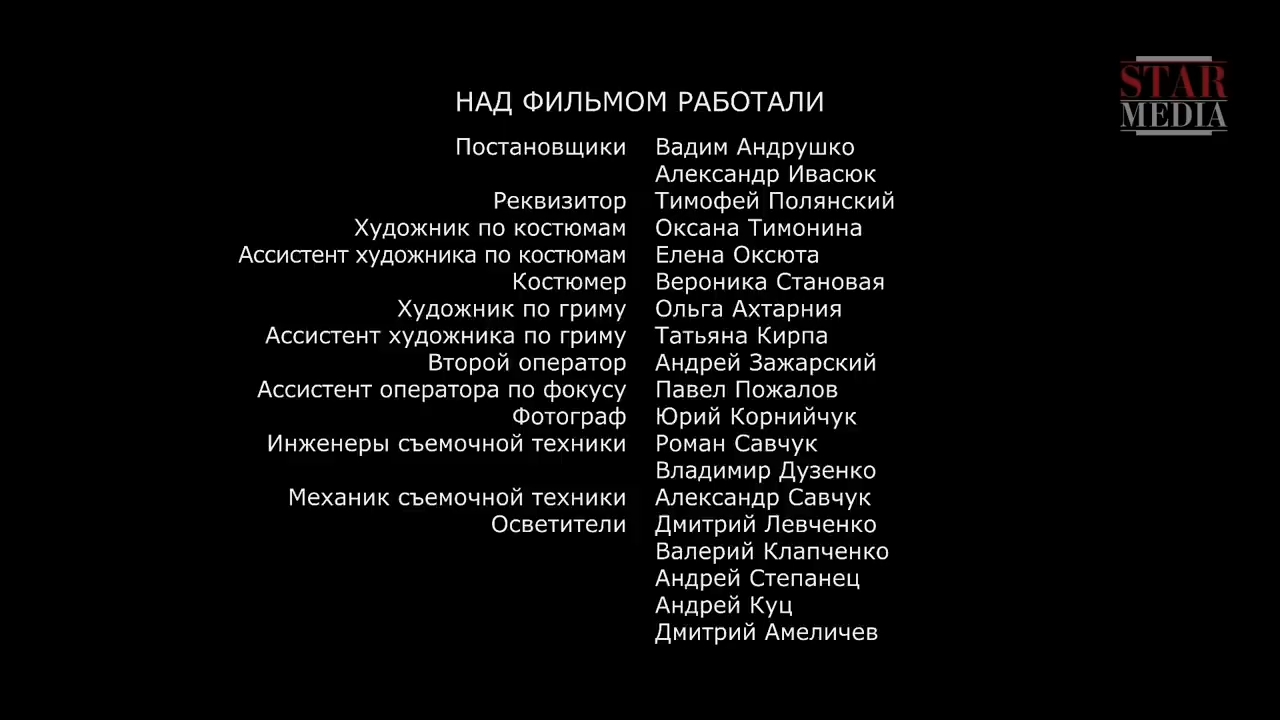 STAR
MEDIA
НАД ФИЛЬМОМ РАБОТАЛИ
Постановщики Вадим Андрушко
Александр Ивасюк
Реквизитор Тимофей Полянский
Художник по костюмам Оксана Тимонина
Ассистент художника по костюмам Елена Оксюта
Костюмер Вероника Становая
Художник по гриму Ольга Ахтарния
Ассистент художника по гриму Татьяна Кирпа
Второй оператор Андрей Зажарский
Ассистент оператора по фокусу Павел Пожалов
Фотограф Юрий Корнийчук
Инженеры съемочной техники Роман Савчук
Владимир Дузенко
Механик съемочной техники Александр Савчук
Осветители Дмитрий Левченко
Валерий Клапченко
Андрей Степанец
Андрей Куц
Дмитрий Амеличев